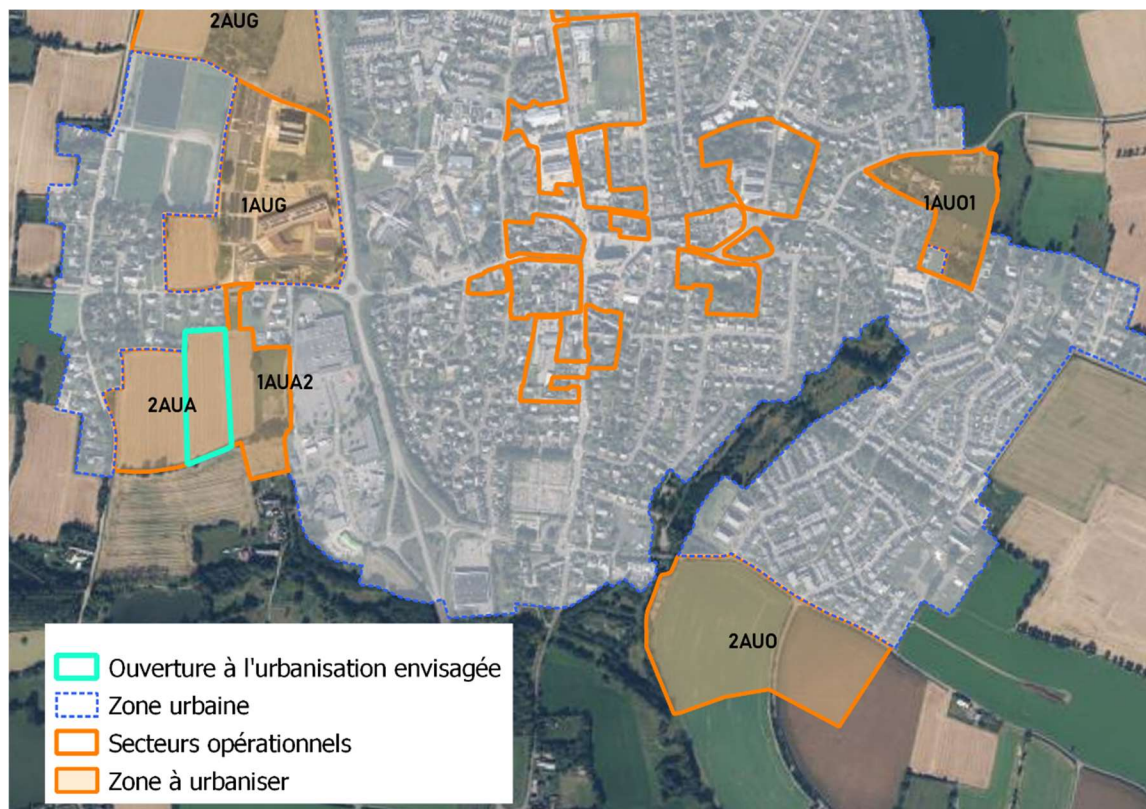 2AUG
1AUG
1AUO1
1AUA2
2AUA
2AUO
Ouverture à l'urbanisation envisagée
Zone urbaine
Secteurs opérationnels
Zone à urbaniser